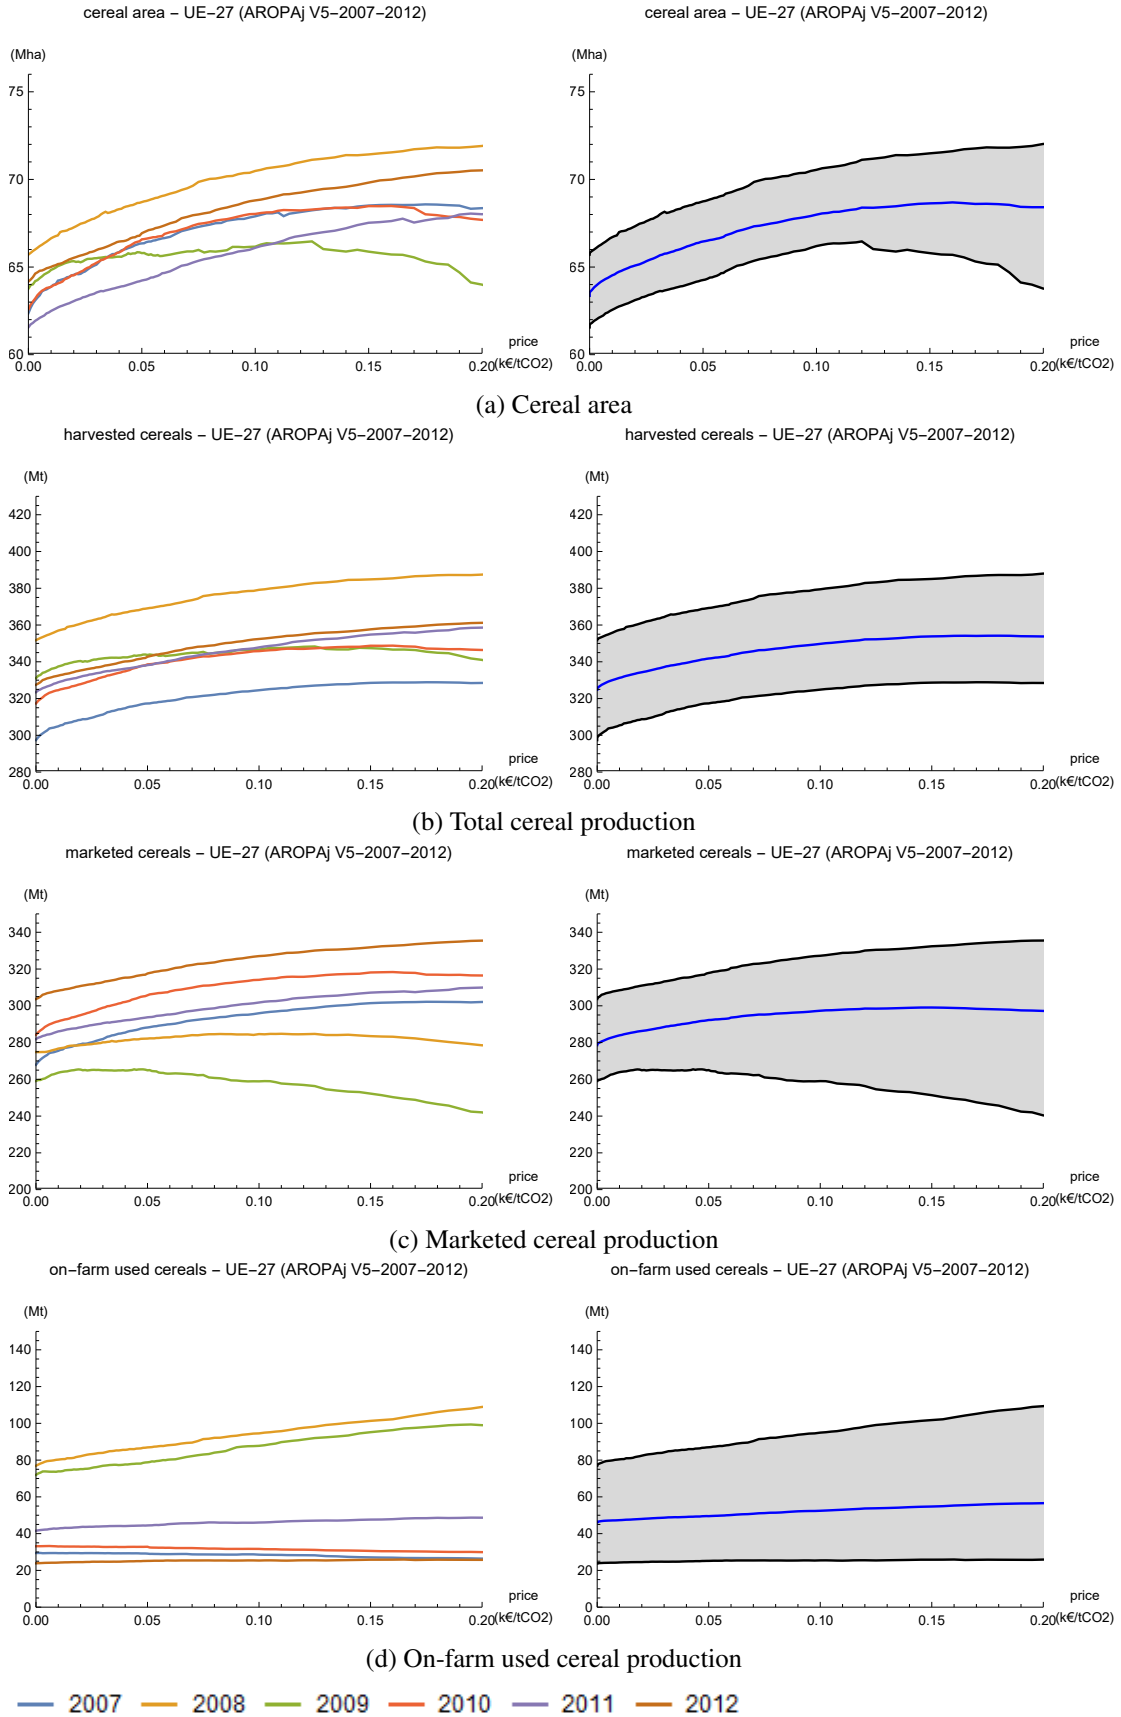 cereal area − UE−27 (AROPAj V5−2007−2012)
(Mha)
75
70
65
60
0.00 0.05 0.10 0.15 0.20
price
(k€/tCO2)
cereal area − UE−27 (AROPAj V5−2007−2012)
(Mha)
75
70
65
60
0.00 0.05 0.10 0.15 0.20
price
(k€/tCO2)
(a) Cereal area
harvested cereals − UE−27 (AROPAj V5−2007−2012)
(Mt)
420
400
380
360
340
320
300
280
0.00 0.05 0.10 0.15 0.20
price
(k€/tCO2)
harvested cereals − UE−27 (AROPAj V5−2007−2012)
(Mt)
420
400
380
360
340
320
300
280
0.00 0.05 0.10 0.15 0.20
price
(k€/tCO2)
(b) Total cereal production
marketed cereals − UE−27 (AROPAj V5−2007−2012)
(Mt)
340
320
300
280
260
240
220
200
0.00 0.05 0.10 0.15 0.20
price
(k€/tCO2)
marketed cereals − UE−27 (AROPAj V5−2007−2012)
(Mt)
340
320
300
280
260
240
220
200
0.00 0.05 0.10 0.15 0.20
price
(k€/tCO2)
(c) Marketed cereal production
on−farm used cereals − UE−27 (AROPAj V5−2007−2012)
(Mt)
140
120
100
80
60
40
20
0
0.00 0.05 0.10 0.15 0.20
price
(k€/tCO2)
on−farm used cereals − UE−27 (AROPAj V5−2007−2012)
(Mt)
140
120
100
80
60
40
20
0
0.00 0.05 0.10 0.15 0.20
price
(k€/tCO2)
(d) On-farm used cereal production
2007 2008 2009 2010 2011 2012